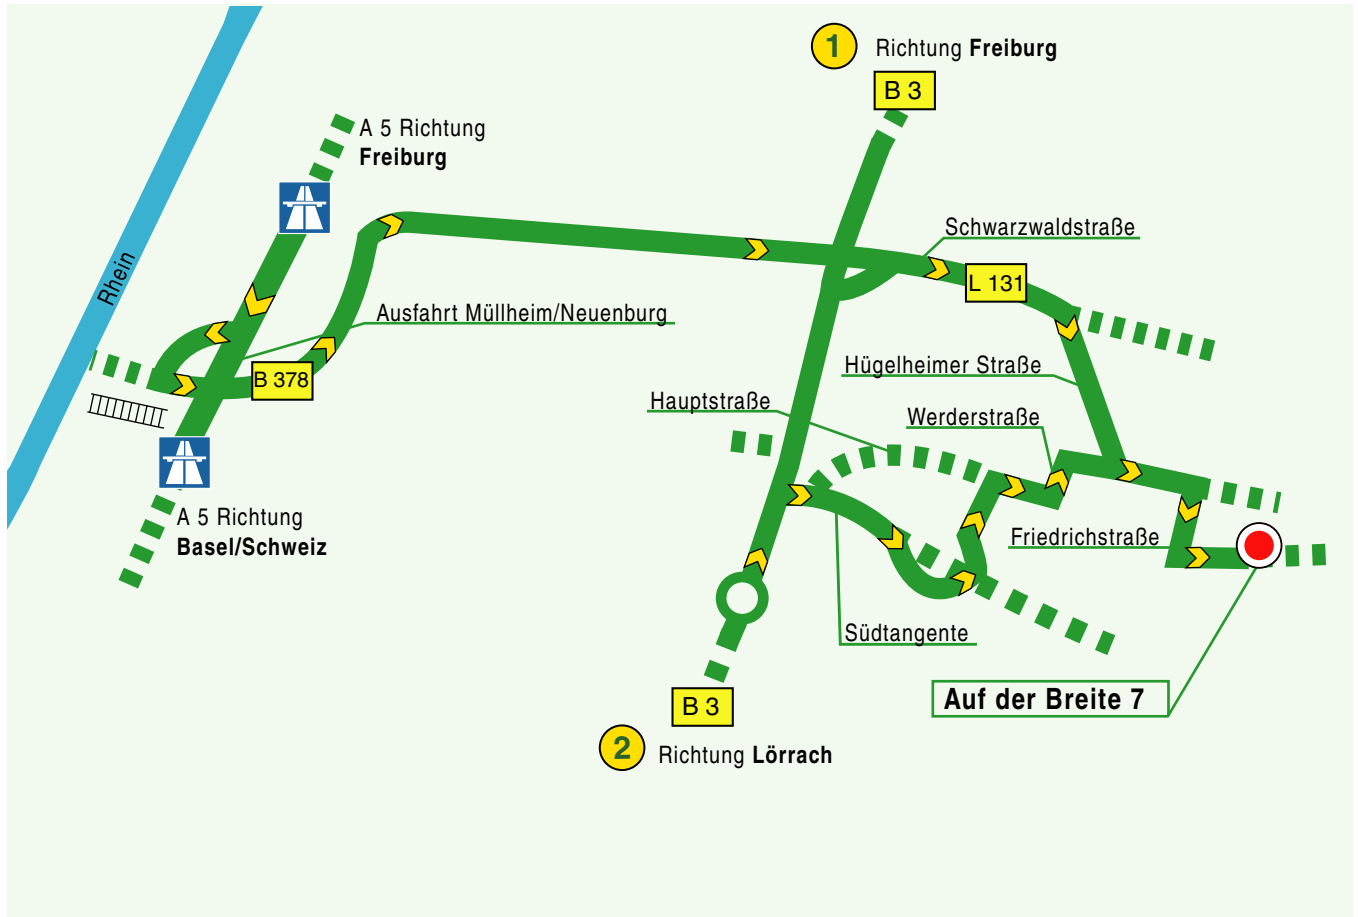 1
Richtung Freiburg
B 3
A 5 Richtung
Freiburg
Schwarzwaldstraße
Rhein
L 131
Ausfahrt Müllheim/Neuenburg
Hügelheimer Straße
B 378
Hauptstraße
Werderstraße
A 5 Richtung
Basel/Schweiz
Friedrichstraße
Südtangente
Auf der Breite 7
B 3
2
Richtung Lörrach